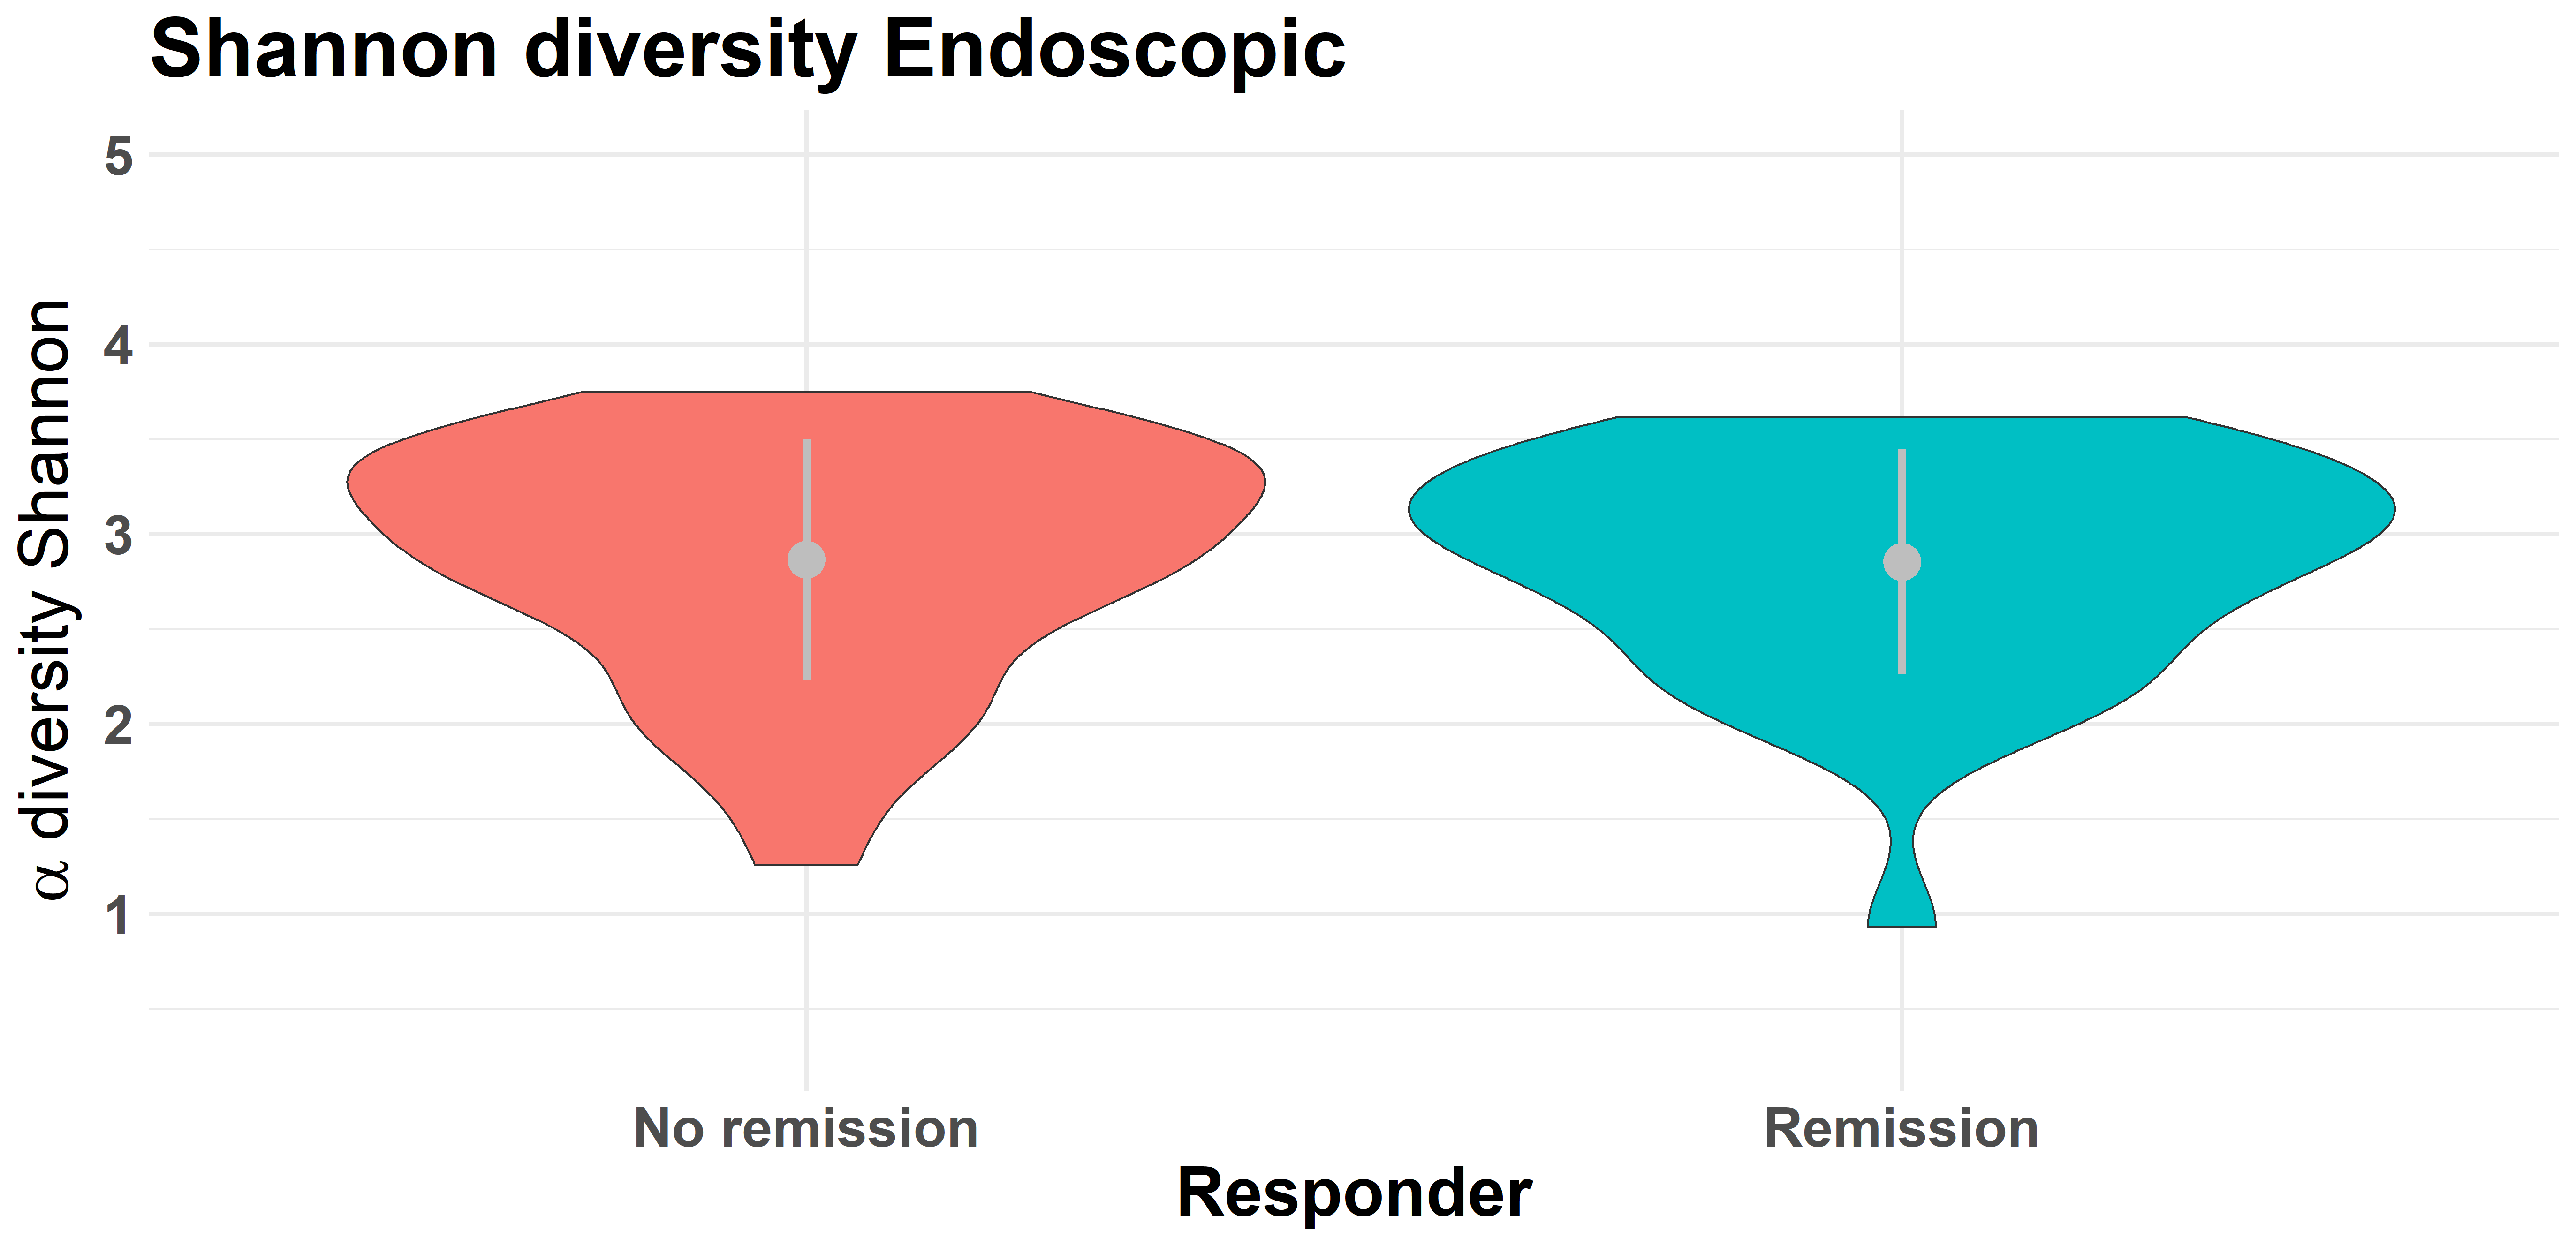 Shannon diversity Endoscopic
α diversity Shannon
5
4
3
2
1
No remission
Remission
Responder